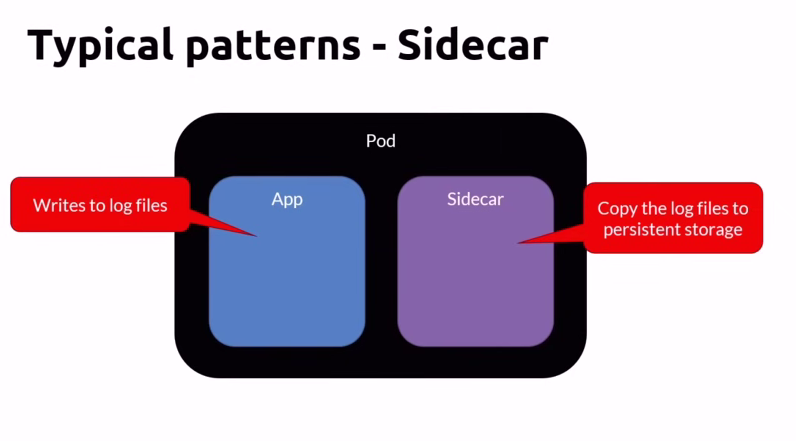 Typical patterns - Sidecar
Pod
Writes to log files
App
Sidecar
Copy the log files to
persistent storage